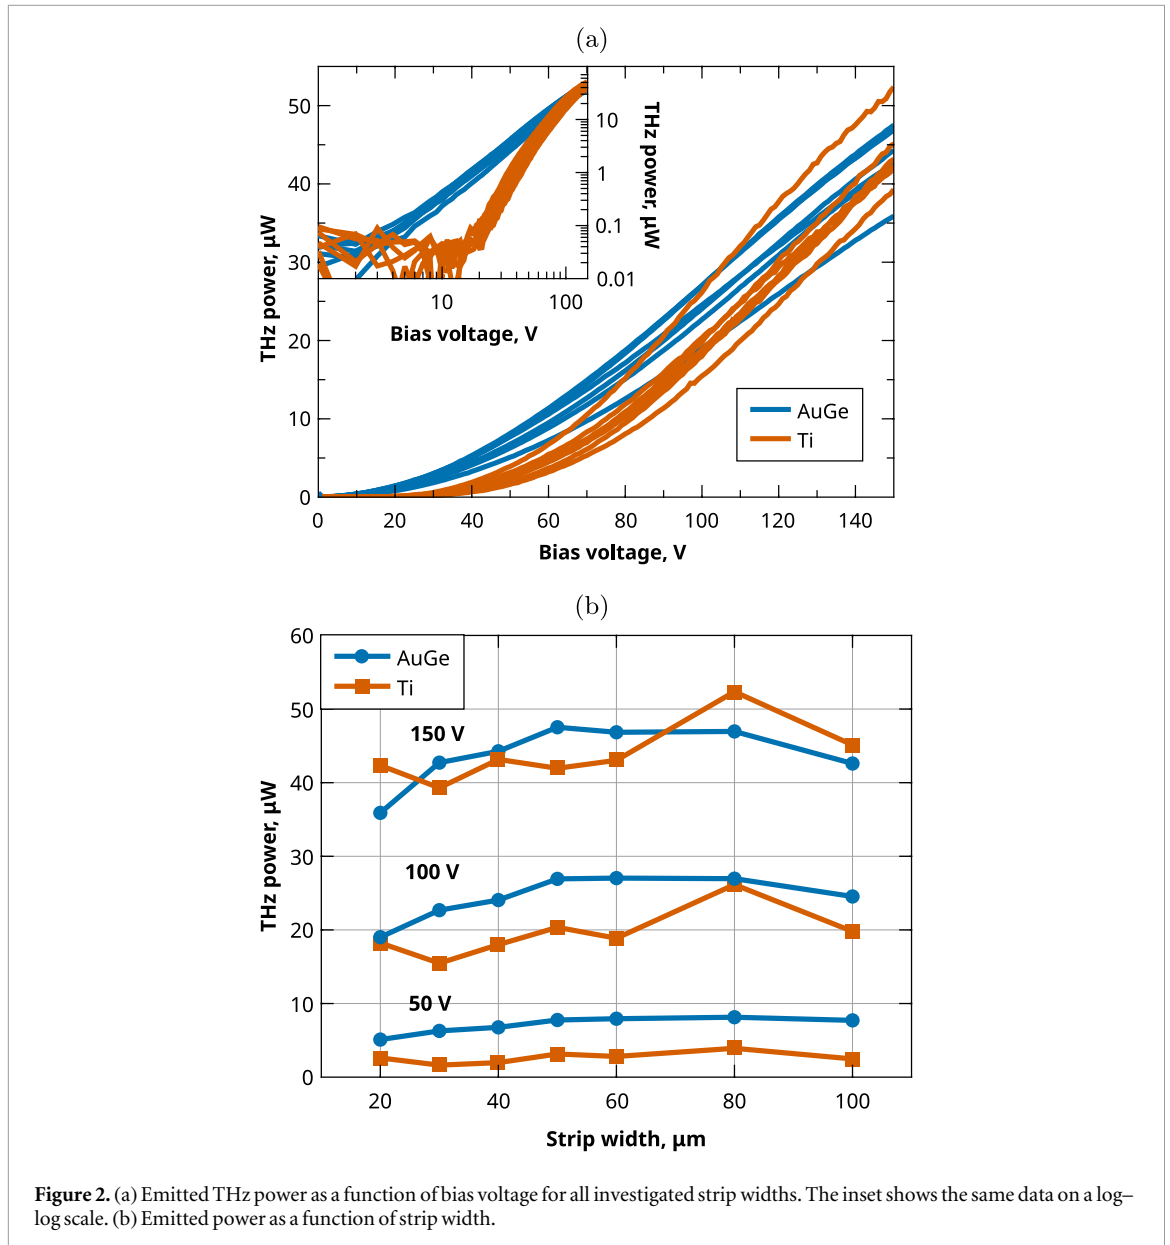 (a)
50
40
30
20
10
0
THz power, µW
0 20 40 60 80 100 120 140
Bias voltage, V
10
1
0.1
0.01
THz power, µW
10 100
Bias voltage, V
AuGe
Ti
(b)
60
50
40
30
20
10
0
THz power, µW
AuGe
Ti
150 V
100 V
50 V
20 40 60 80 100
Strip width, µm
Figure 2. (a) Emitted THz power as a function of bias voltage for all investigated strip widths. The inset shows the same data on a log–
log scale. (b) Emitted power as a function of strip width.